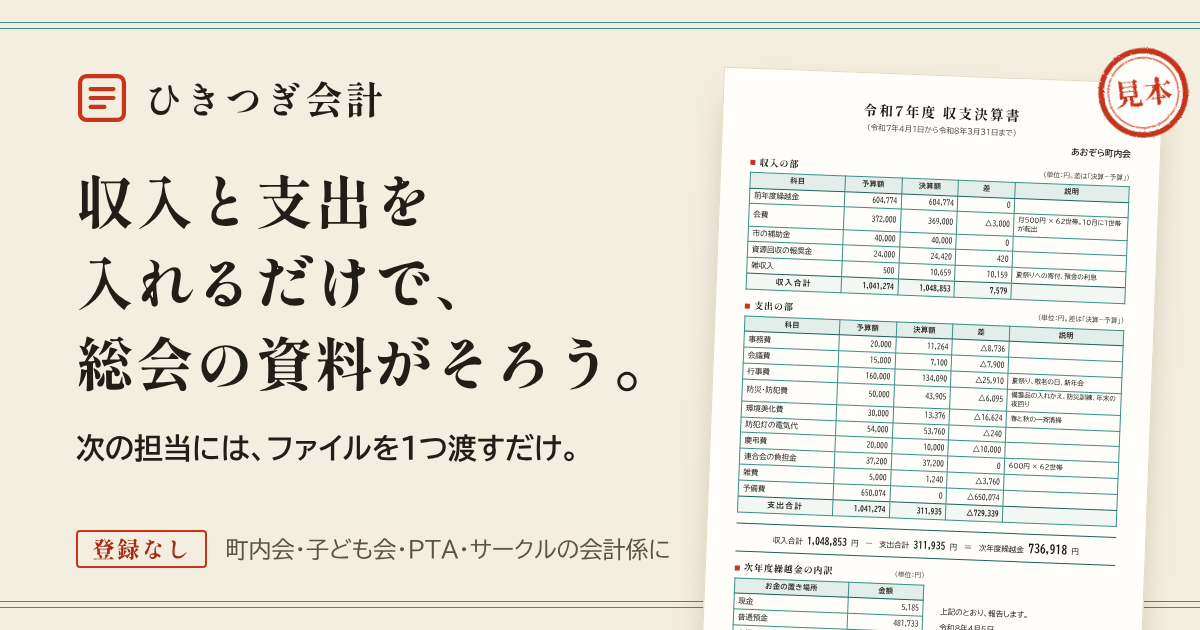 ひきつぎ会計
収入と支出を
入れるだけで、
総会の資料がそろう。
次の担当には、ファイルを1つ渡すだけ。
登録なし 町内会・子ども会・PTA・サークルの会計係に
見本
令和7年度 収支決算書
(令和7年4月1日から令和8年3月31日まで)
あおぞら町内会
■ 収入の部 (単位:円。差は「決算−予算」)
科目 予算額 決算額 差 説明
前年度繰越金 604,774 604,774 0
会費 372,000 369,000 △3,000 月500円 × 62世帯。10月に1世帯が転出
市の補助金 40,000 40,000 0
資源回収の報奨金 24,000 24,420 420
雑収入 500 10,659 10,159 夏祭りへの寄付、預金の利息
収入合計 1,041,274 1,048,853 7,579
■ 支出の部 (単位:円。差は「決算−予算」)
科目 予算額 決算額 差 説明
事務費 20,000 11,264 △8,736
会議費 15,000 7,100 △7,900
行事費 160,000 134,090 △25,910 夏祭り、敬老の日、新年会
防災・防犯費 50,000 43,905 △6,095 備蓄品の入れかえ、防災訓練、年末の夜回り
環境美化費 30,000 13,376 △16,624 春と秋の一斉清掃
防犯灯の電気代 54,000 53,760 △240
慶弔費 20,000 10,000 △10,000
連合会の負担金 37,200 37,200 0 600円 × 62世帯
雑費 5,000 1,240 △3,760
予備費 650,074 0 △650,074
支出合計 1,041,274 311,935 △729,339
収入合計 1,048,853 円 − 支出合計 311,935 円 = 次年度繰越金 736,918 円
■ 次年度繰越金の内訳 (単位:円)
お金の置き場所 金額
現金 5,185
普通預金 481,733
上記のとおり、報告します。
令和8年4月5日